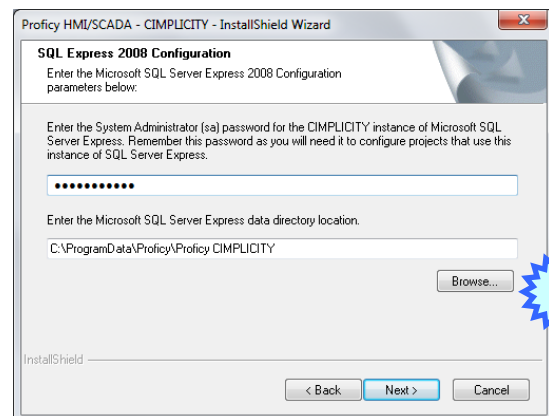 Proficy HMI/SCADA - CIMPLICITY - InstallShield Wizard
SQL Express 2008 Configuration
Enter the Microsoft SQL Server Express 2008 Configuration
parameters below:
Enter the System Administrator (sa) password for the CIMPLICITY instance of Microsoft SQL
Server Express. Remember this password as you will need it to configure projects that use this
instance of SQL Server Express.
•••••••••••
Enter the Microsoft SQL Server Express data directory location.
C:\ProgramData\Proficy\Proficy CIMPLICITY
Browse...
InstallShield
< Back
Next >
Cancel